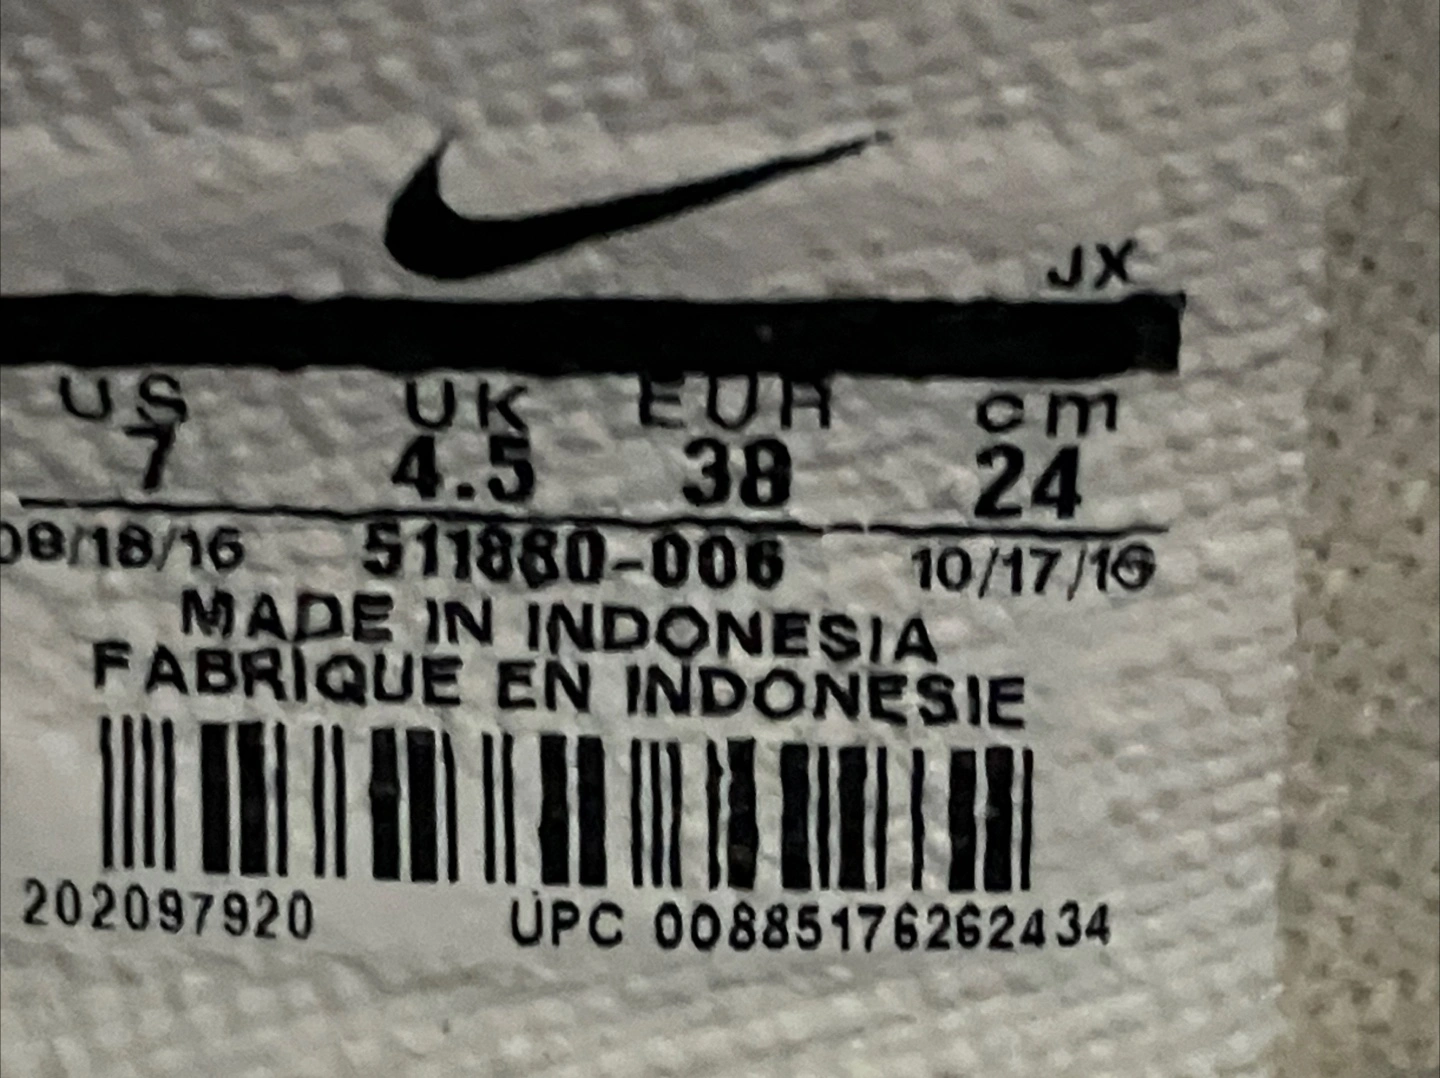 JX
US UK EUR cm
7 4.5 38 24
08/18/16 511880-006 10/17/16
MADE IN INDONESIA
FABRIQUE EN INDONESIE
202097920 UPC 00885176262434